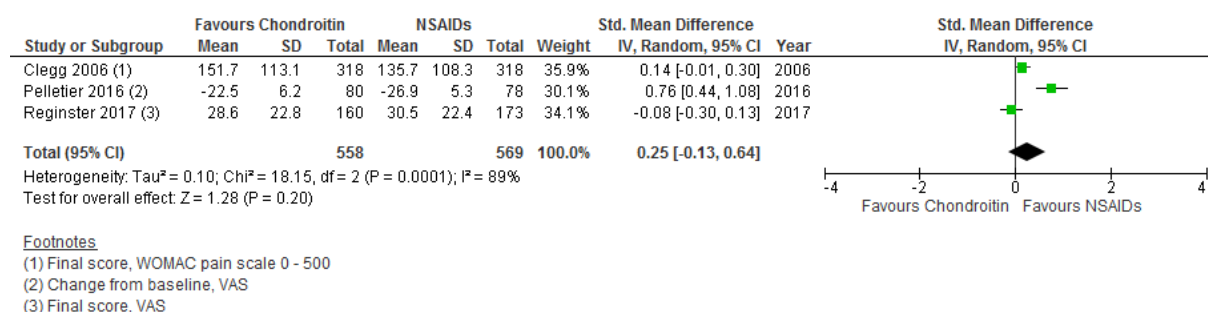 Favours Chondroitin NSAIDs Std. Mean Difference Std. Mean Difference
Study or Subgroup Mean SD Total Mean SD Total Weight IV, Random, 95% CI Year IV, Random, 95% CI
Clegg 2006 (1) 151.7 113.1 318 135.7 108.3 318 35.9% 0.14 [-0.01, 0.30] 2006
Pelletier 2016 (2) -22.5 6.2 80 -26.9 5.3 78 30.1% 0.76 [0.44, 1.08] 2016
Reginster 2017 (3) 28.6 22.8 160 30.5 22.4 173 34.1% -0.08 [-0.30, 0.13] 2017
Total (95% CI) 558 569 100.0% 0.25 [-0.13, 0.64]
Heterogeneity: Tau² = 0.10; Chi² = 18.15, df = 2 (P = 0.0001); I² = 89%
Test for overall effect: Z = 1.28 (P = 0.20)
-4 -2 0 2 4
Favours Chondroitin Favours NSAIDs
Footnotes
(1) Final score, WOMAC pain scale 0 - 500
(2) Change from baseline, VAS
(3) Final score, VAS